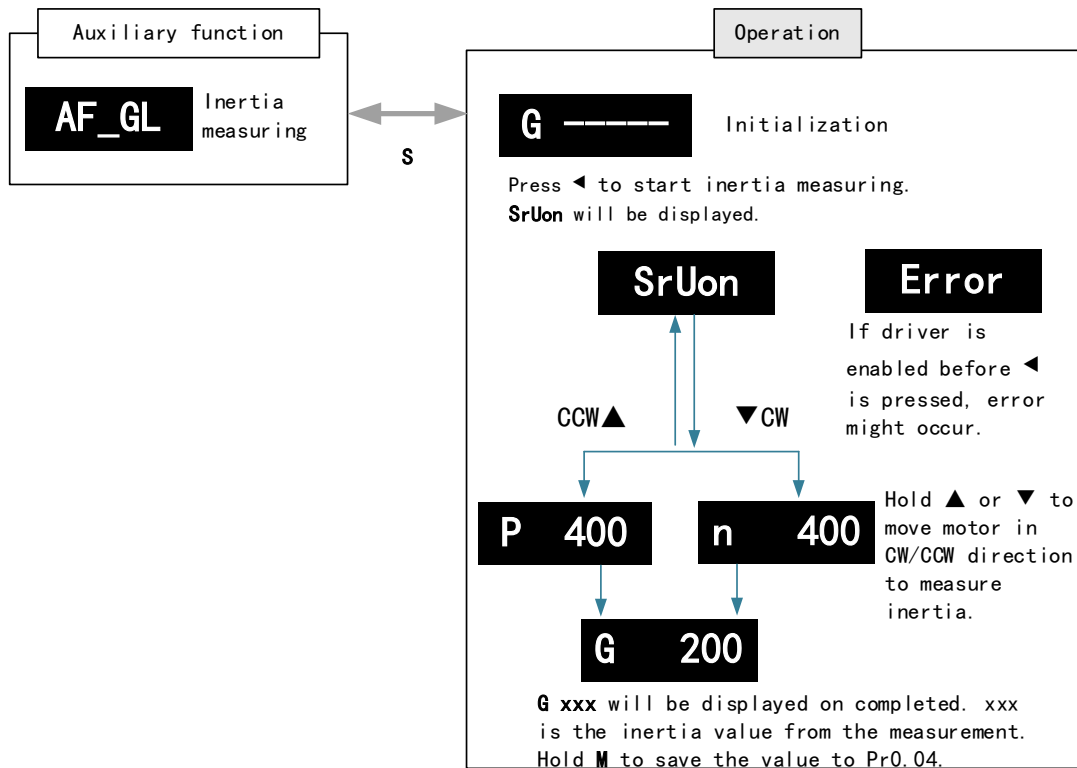 Auxiliary function
AF_GL
Inertia
measuring
S
Operation
G -----
Initialization
Press ◀ to start inertia measuring.
SrUon will be displayed.
SrUon
Error
If driver is
enabled before ◀
is pressed, error
might occur.
CCW▲
▼CW
P 400
n 400
Hold ▲ or ▼ to
move motor in
CW/CCW direction
to measure
inertia.
G 200
G xxx will be displayed on completed. xxx
is the inertia value from the measurement.
Hold M to save the value to Pr0.04.